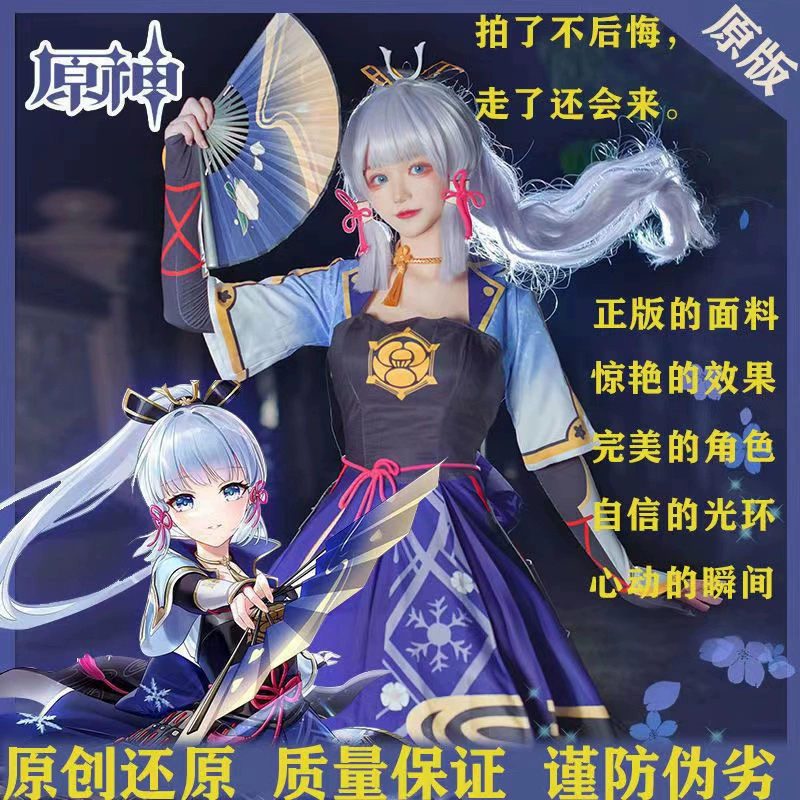 原神
拍了不后悔，
走了还会来。
原版
正版的面料
惊艳的效果
完美的角色
自信的光环
心动的瞬间
原创还原 质量保证 谨防伪劣